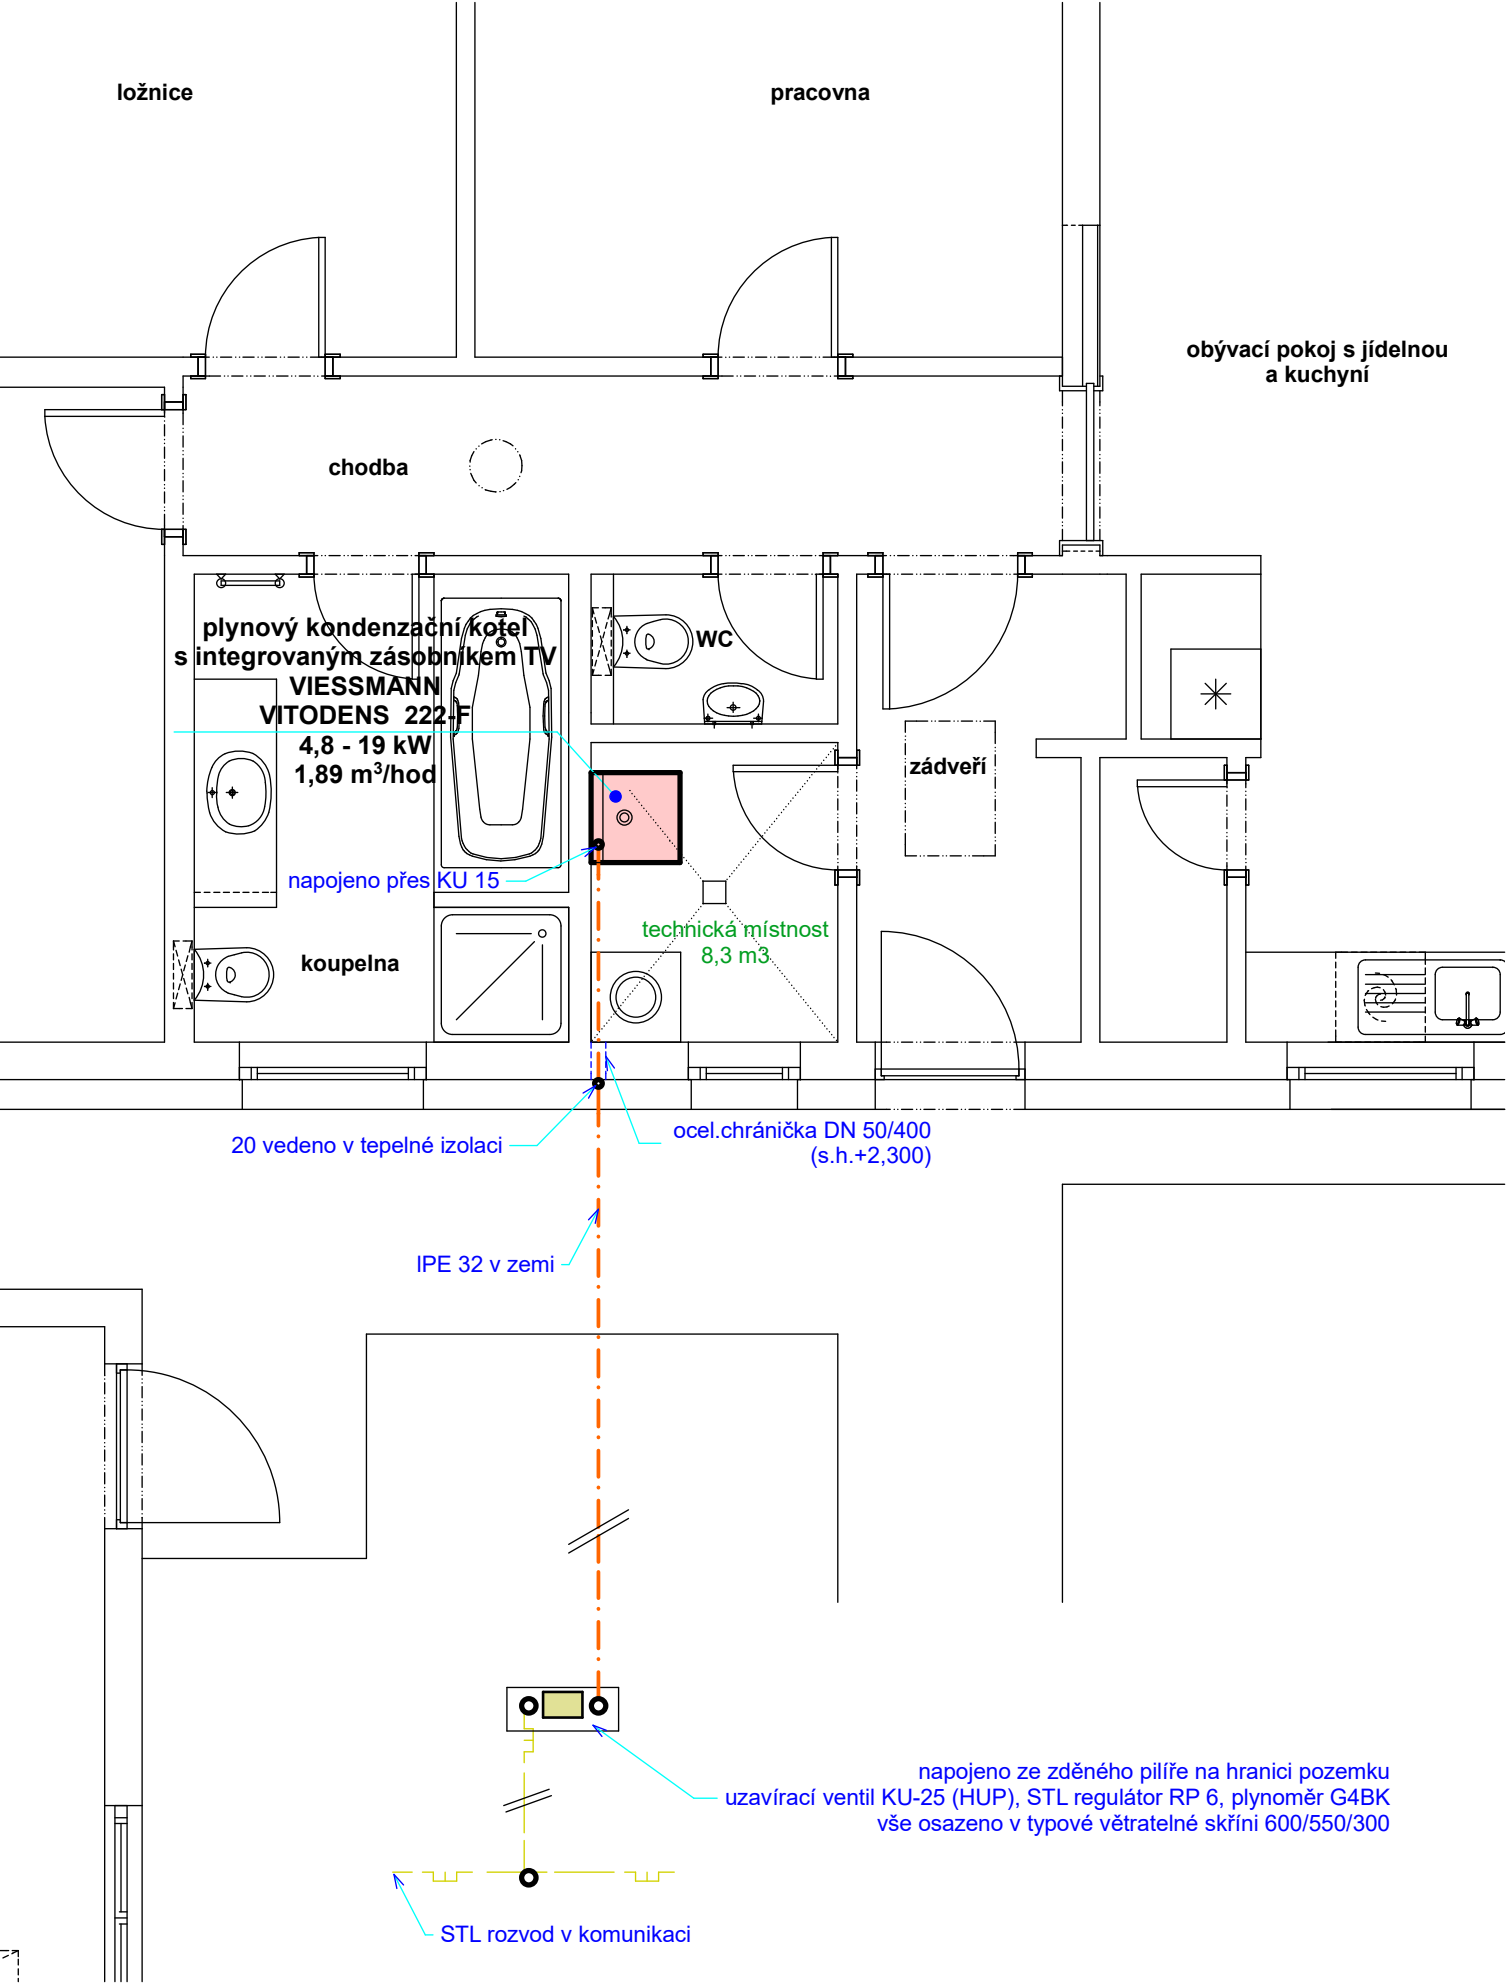 ložnice
pracovna
obývací pokoj s jídelnou
a kuchyní
chodba
plynový kondenzační kotel
s integrovaným zásobníkem TV
VIESSMANN
VITODENS 222-F
4,8 - 19 kW
1,89 m³/hod
WC
zádveří
napojeno přes KU 15
technická místnost
8,3 m3
koupelna
20 vedeno v tepelné izolaci
ocel.chránička DN 50/400
(s.h.+2,300)
IPE 32 v zemi
napojeno ze zděného pilíře na hranici pozemku
uzavírací ventil KU-25 (HUP), STL regulátor RP 6, plynoměr G4BK
vše osazeno v typové větratelné skříni 600/550/300
STL rozvod v komunikaci